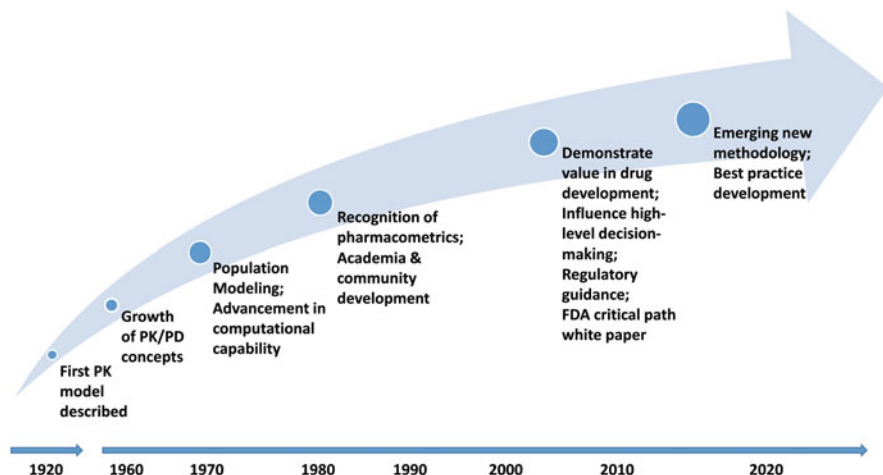 First PK
model
described
Growth
of PK/PD
concepts
Population
Modeling;
Advancement in
computational
capability
Recognition of
pharmacometrics;
Academia &
community
development
Demonstrate
value in drug
development;
Influence high-
level decision-
making;
Regulatory
guidance;
FDA critical path
white paper
Emerging new
methodology;
Best practice
development
1920 1960 1970 1980 1990 2000 2010 2020